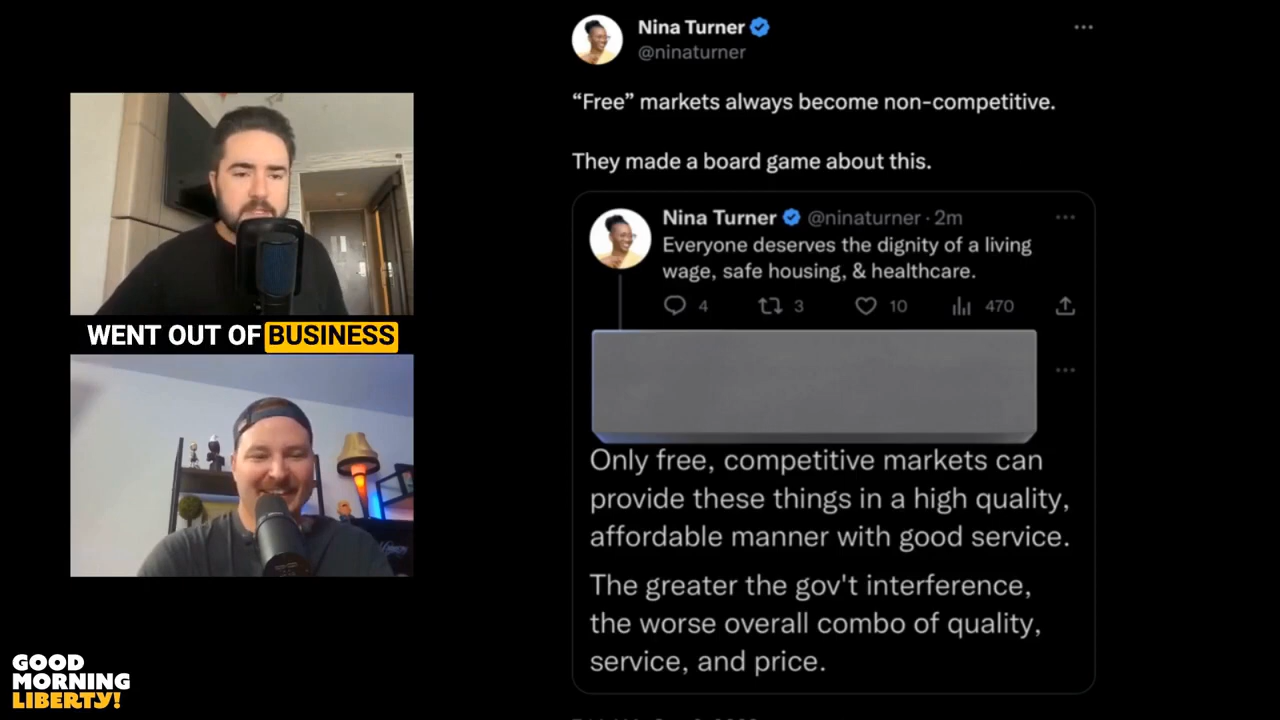 Nina Turner
@ninaturner
“Free” markets always become non-competitive.
They made a board game about this.
Nina Turner @ninaturner · 2m
Everyone deserves the dignity of a living
wage, safe housing, & healthcare.
4 3 10 470
Only free, competitive markets can
provide these things in a high quality,
affordable manner with good service.
The greater the gov't interference,
the worse overall combo of quality,
service, and price.
WENT OUT OF BUSINESS
GOOD
MORNING
LIBERTY!